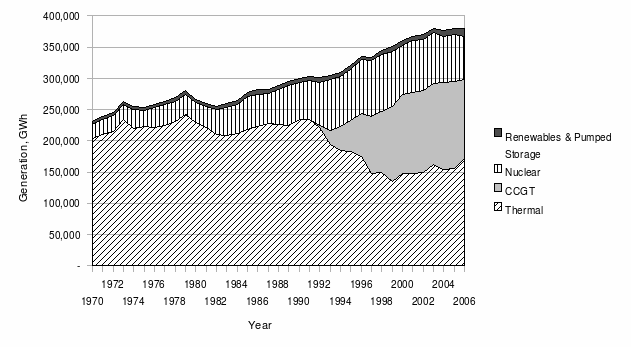 400,000
350,000
300,000
250,000
200,000
150,000
100,000
50,000
-
Generation, GWh
1972 1976 1980 1984 1988 1992 1996 2000 2004
1970 1974 1978 1982 1986 1990 1994 1998 2002 2006
Year
Renewables & Pumped
Storage
Nuclear
CCGT
Thermal